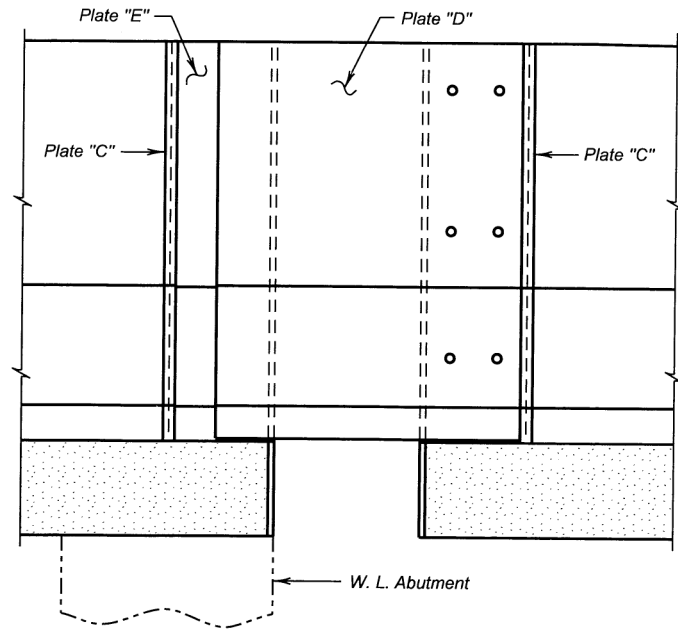 Plate "E"
Plate "D"
Plate "C"
Plate "C"
W. L. Abutment